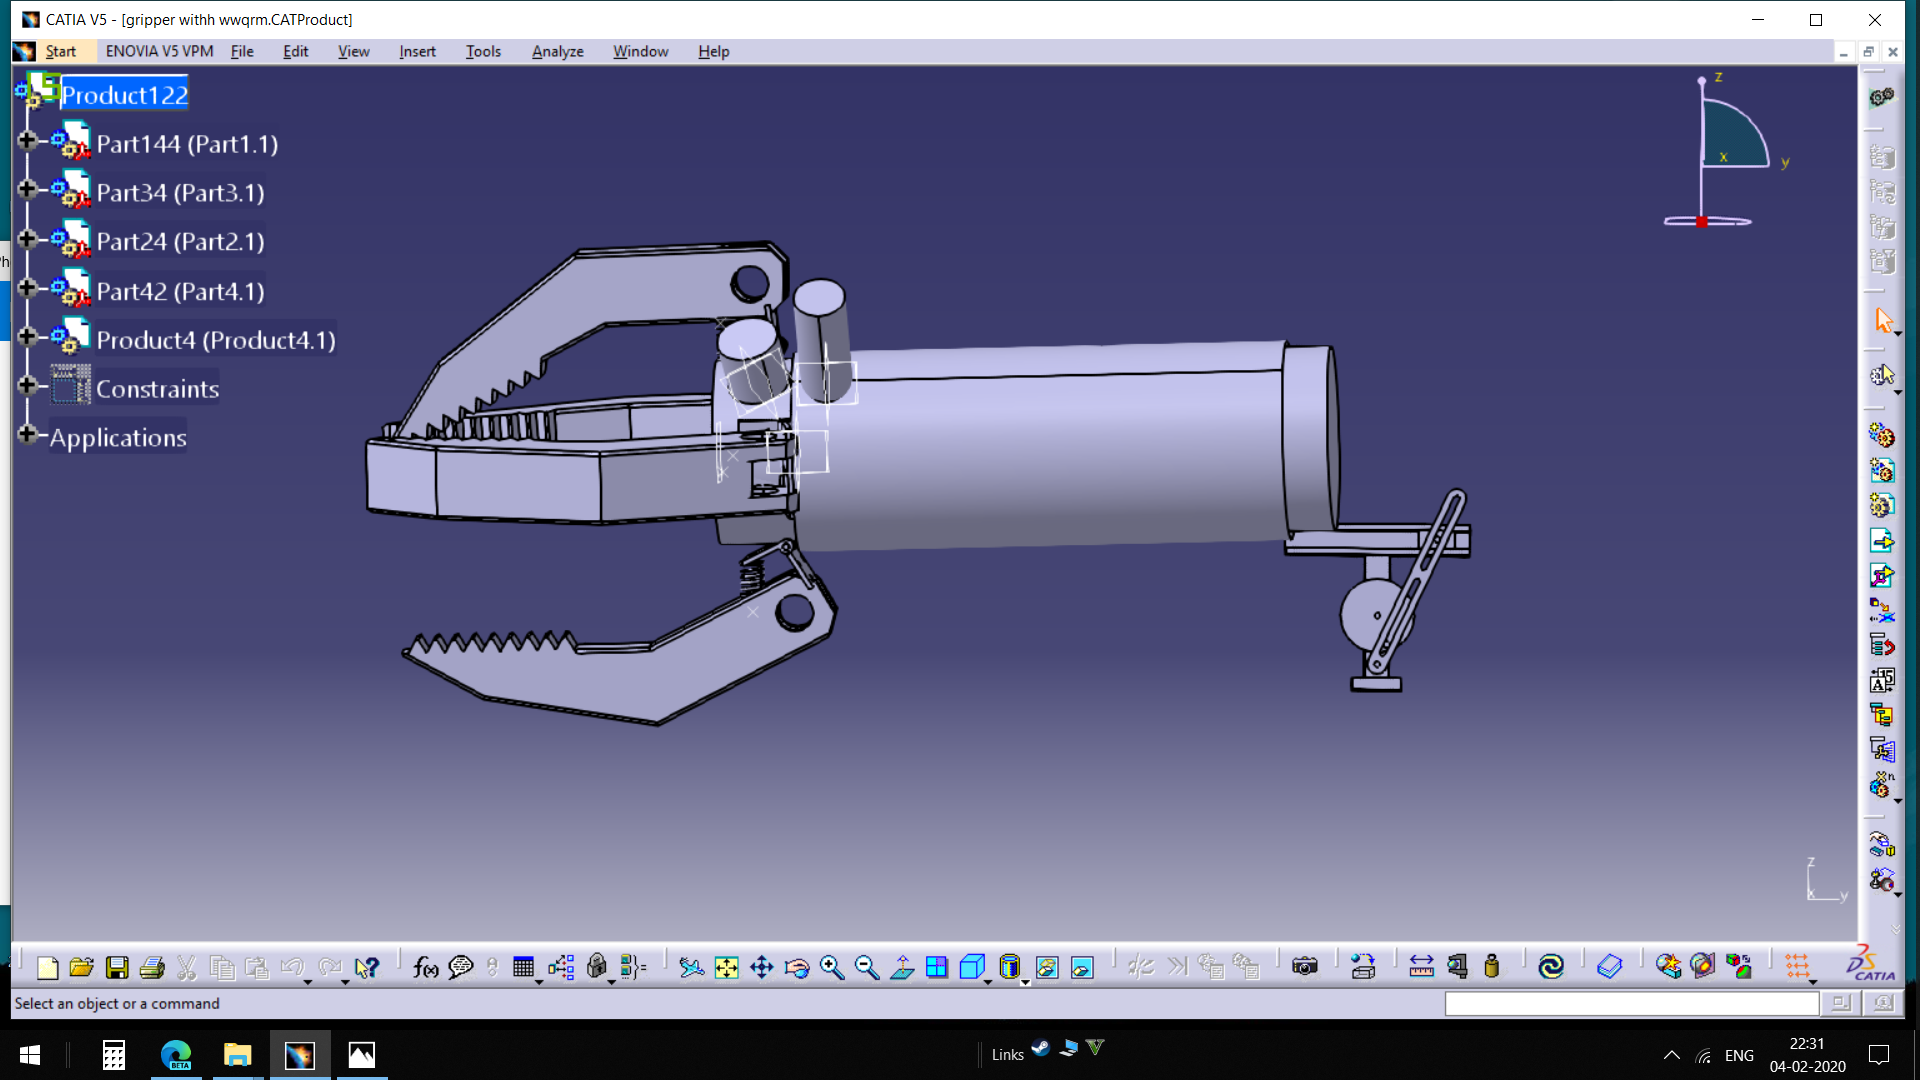 CATIA V5 - [gripper withh wwqrm.CATProduct]
Start ENOVIA V5 VPM File Edit View Insert Tools Analyze Window Help
Product122
Part144 (Part1.1)
Part34 (Part3.1)
Part24 (Part2.1)
Part42 (Part4.1)
Product4 (Product4.1)
Constraints
Applications
z
x
y
z
x
y
f(x)
CATIA
Select an object or a command
BETA
Links
ENG
22:31
04-02-2020